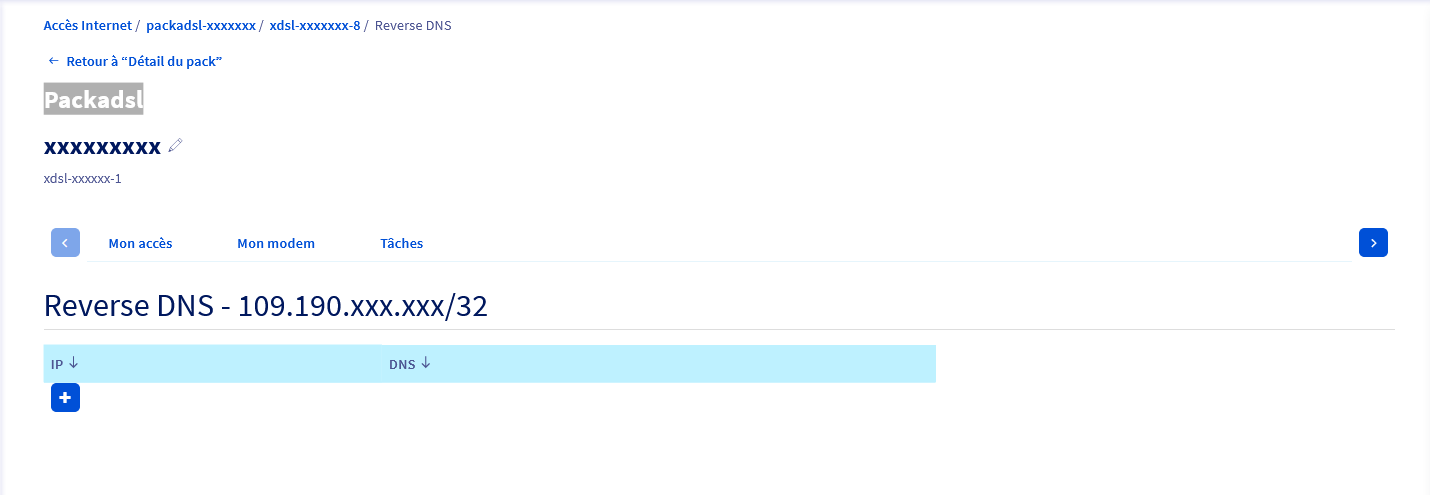 Accès Internet / packadsl-xxxxxxx / xdsl-xxxxxxx-8 / Reverse DNS
← Retour à “Détail du pack”
Packadsl
xxxxxxxxx
xdsl-xxxxxx-1
Mon accès Mon modem Tâches
Reverse DNS - 109.190.xxx.xxx/32
IP ↓ DNS ↓